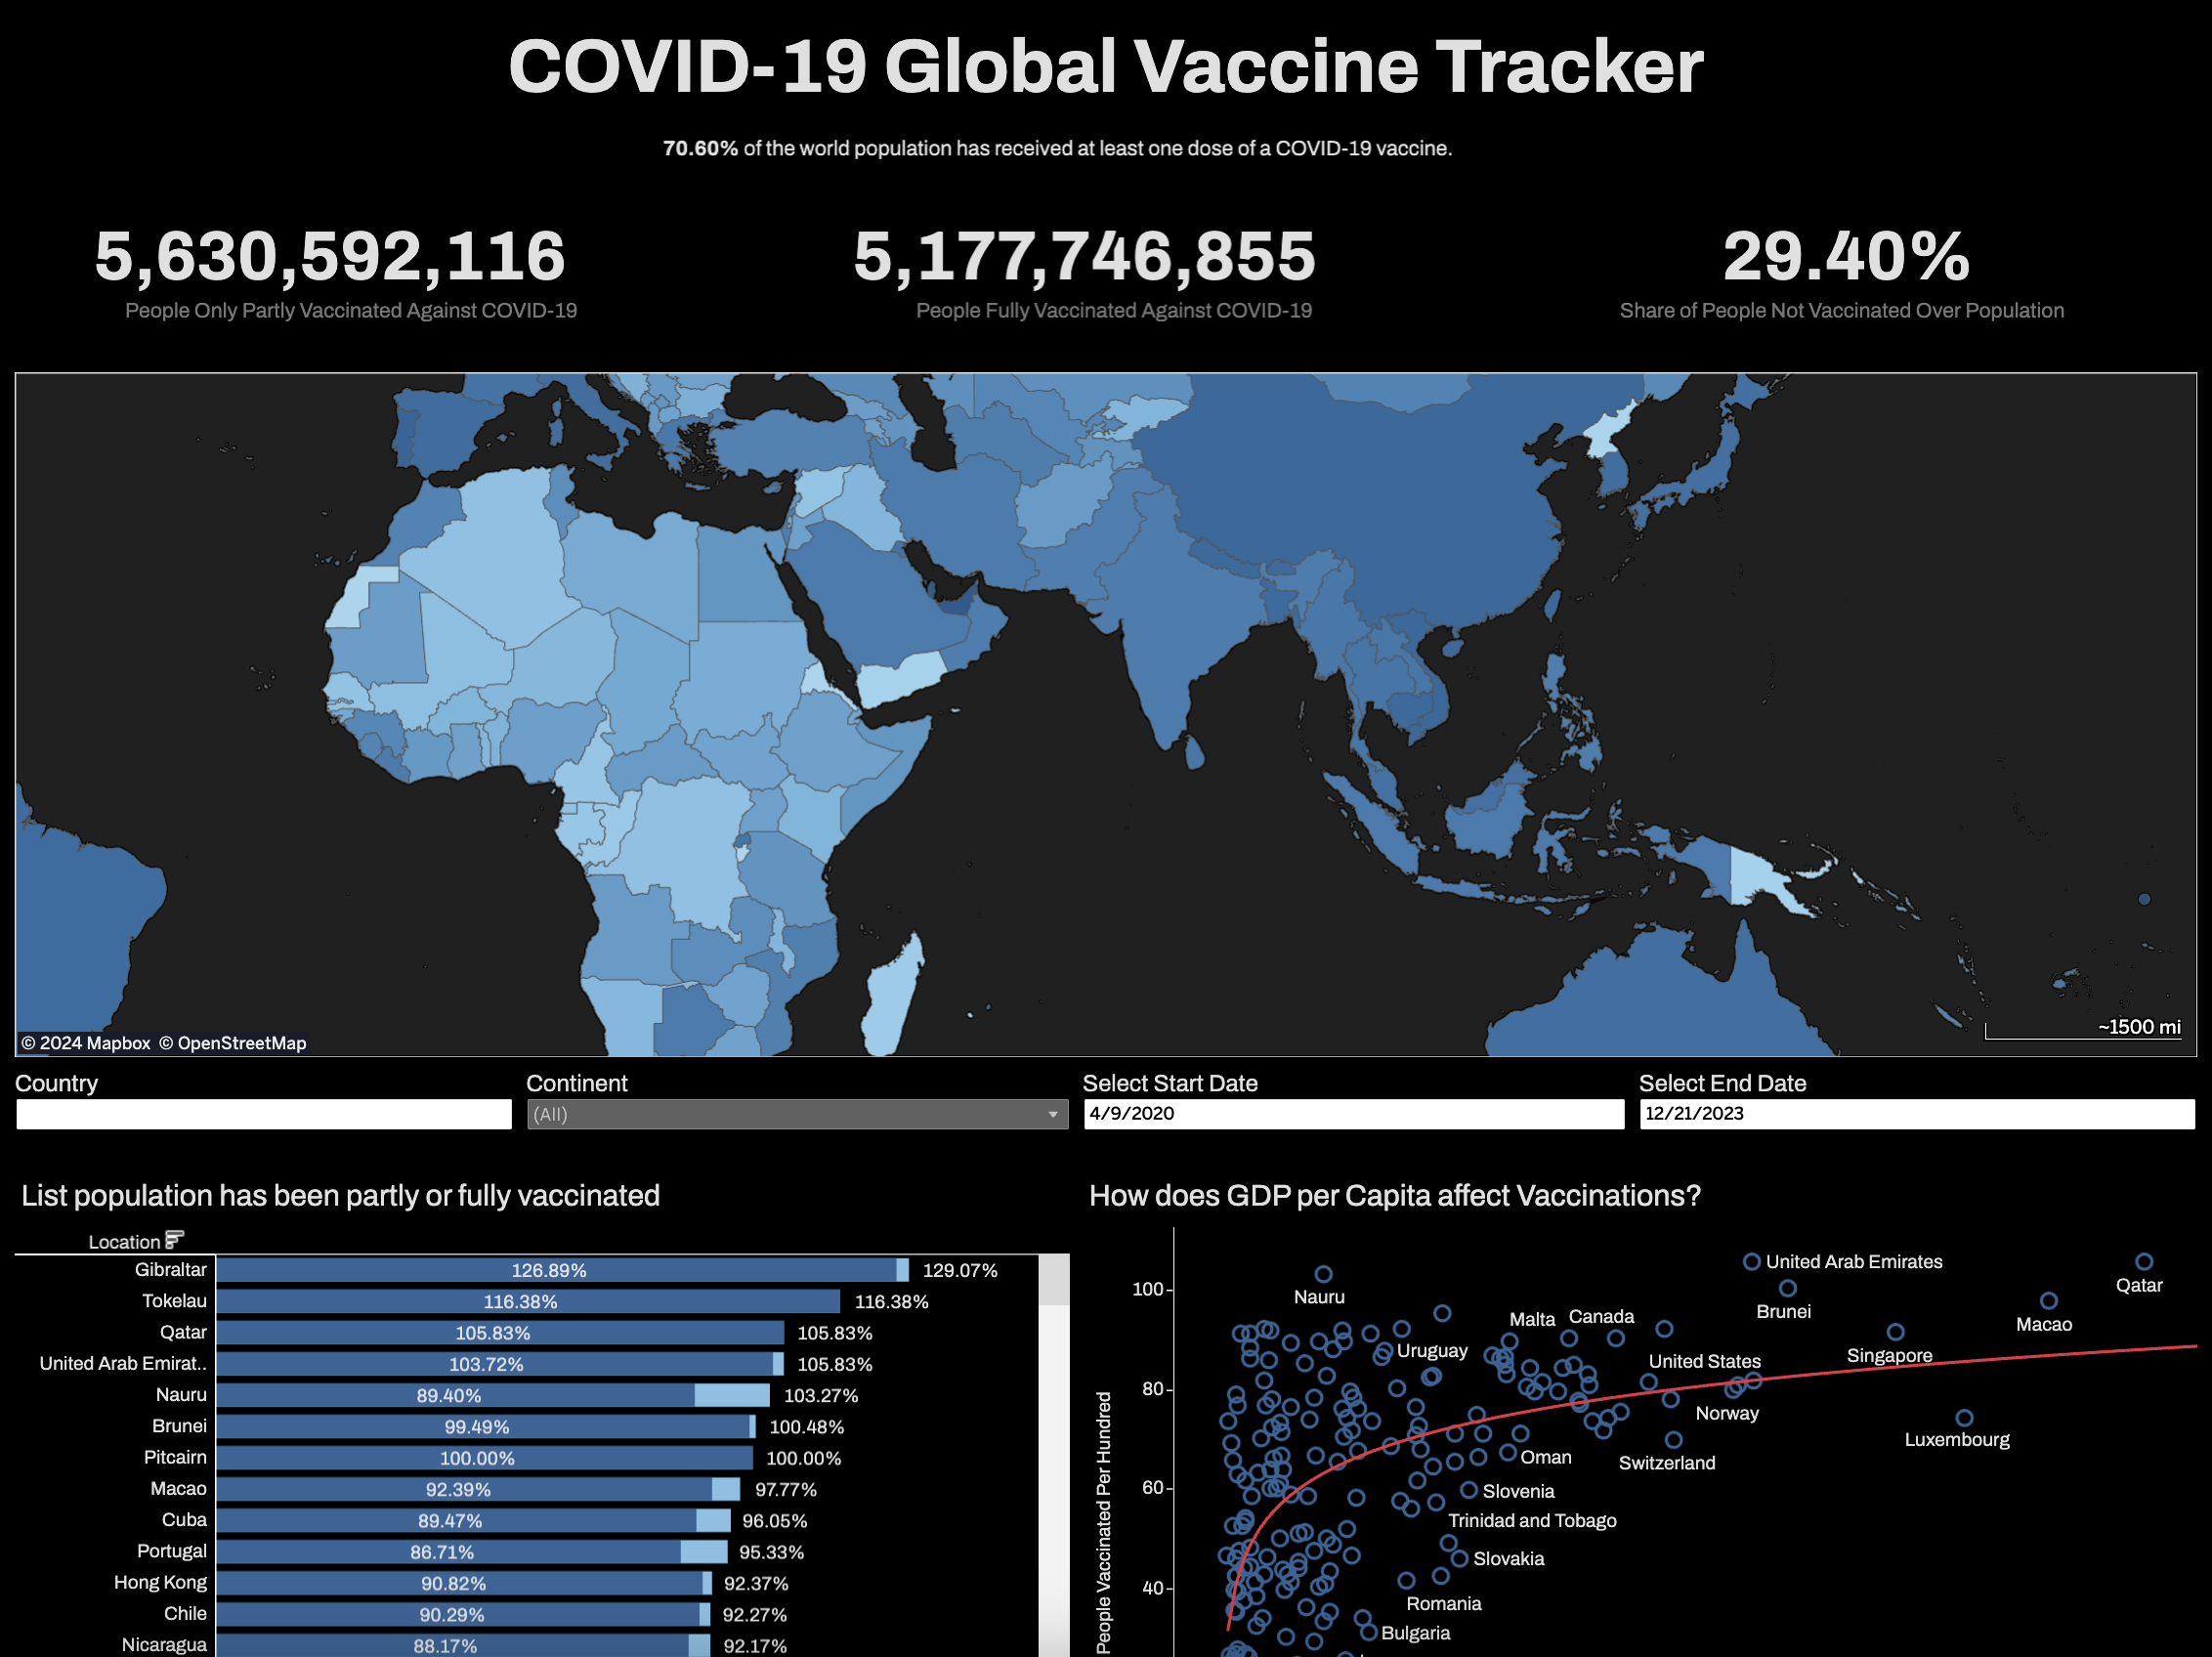 COVID-19 Global Vaccine Tracker
70.60% of the world population has received at least one dose of a COVID-19 vaccine.
5,630,592,116
People Only Partly Vaccinated Against COVID-19
5,177,746,855
People Fully Vaccinated Against COVID-19
29.40%
Share of People Not Vaccinated Over Population
© 2024 Mapbox © OpenStreetMap
~1500 mi
Country
Continent
(All)
Select Start Date
4/9/2020
Select End Date
12/21/2023
List population has been partly or fully vaccinated
Location
Gibraltar 126.89% 129.07%
Tokelau 116.38% 116.38%
Qatar 105.83% 105.83%
United Arab Emirat.. 103.72% 105.83%
Nauru 89.40% 103.27%
Brunei 99.49% 100.48%
Pitcairn 100.00% 100.00%
Macao 92.39% 97.77%
Cuba 89.47% 96.05%
Portugal 86.71% 95.33%
Hong Kong 90.82% 92.37%
Chile 90.29% 92.27%
Nicaragua 88.17% 92.17%
How does GDP per Capita affect Vaccinations?
People Vaccinated Per Hundred
100
80
60
40
United Arab Emirates
Qatar
Nauru
Brunei
Malta
Canada
Macao
Uruguay
United States
Singapore
Norway
Luxembourg
Oman
Switzerland
Slovenia
Trinidad and Tobago
Slovakia
Romania
Bulgaria